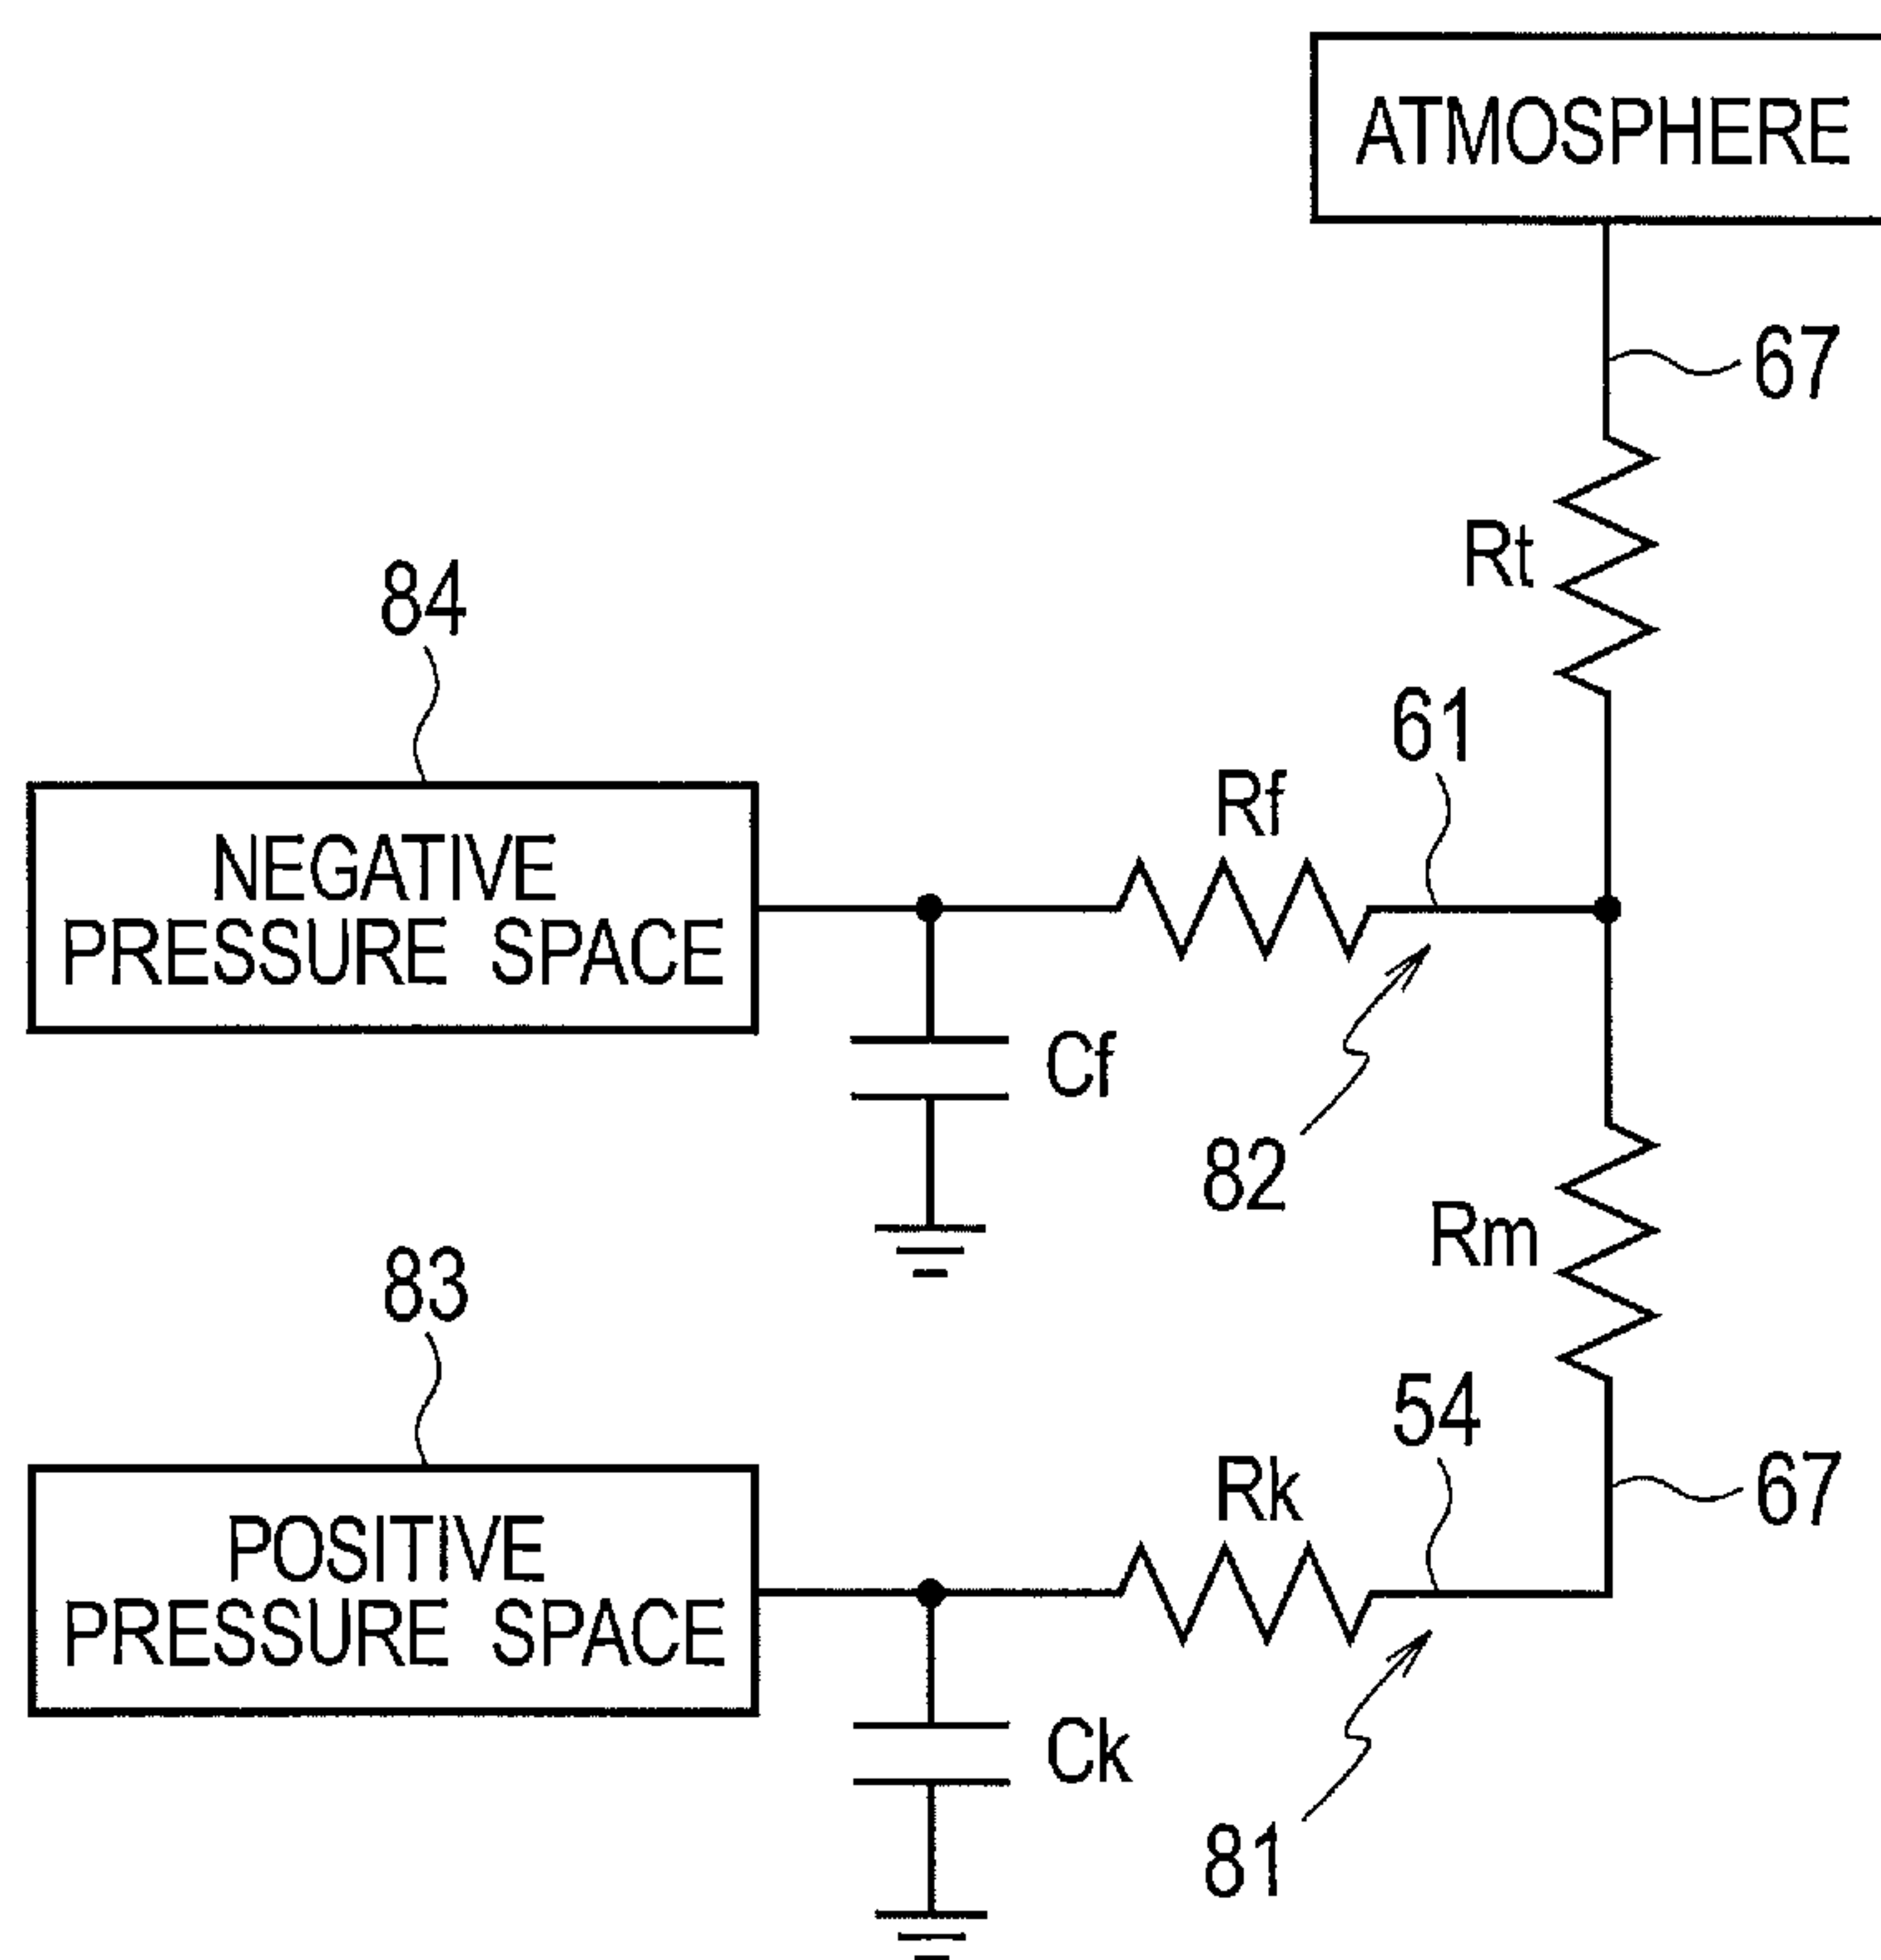 ATMOSPHERE
67
Rt
84
61
Rf
NEGATIVE
PRESSURE SPACE
Cf
82
Rm
83
54
Rk
67
POSITIVE
PRESSURE SPACE
Ck
81